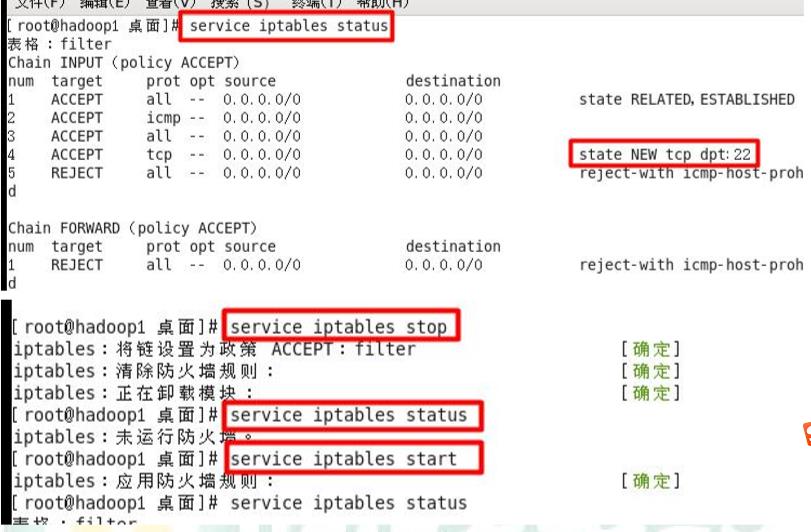 文件(F) 编辑(E) 查看(V) 搜索 (S) 终端(T) 帮助(H)
[ root@hadoop1 桌面]# service iptables status
表格：filter
Chain INPUT (policy ACCEPT)
num target prot opt source destination
1 ACCEPT all -- 0.0.0.0/0 0.0.0.0/0 state RELATED,ESTABLISHED
2 ACCEPT icmp -- 0.0.0.0/0 0.0.0.0/0
3 ACCEPT all -- 0.0.0.0/0 0.0.0.0/0
4 ACCEPT tcp -- 0.0.0.0/0 0.0.0.0/0 state NEW tcp dpt:22
5 REJECT all -- 0.0.0.0/0 0.0.0.0/0 reject-with icmp-host-proh
d
Chain FORWARD (policy ACCEPT)
num target prot opt source destination
1 REJECT all -- 0.0.0.0/0 0.0.0.0/0 reject-with icmp-host-proh
d
[ root@hadoop1 桌面]# service iptables stop
iptables：将链设置为政策 ACCEPT：filter [确定]
iptables：清除防火墙规则： [确定]
iptables：正在卸载模块： [确定]
[ root@hadoop1 桌面]# service iptables status
iptables：未运行防火墙。
[ root@hadoop1 桌面]# service iptables start
iptables：应用防火墙规则： [确定]
[ root@hadoop1 桌面]# service iptables status
表格：filter